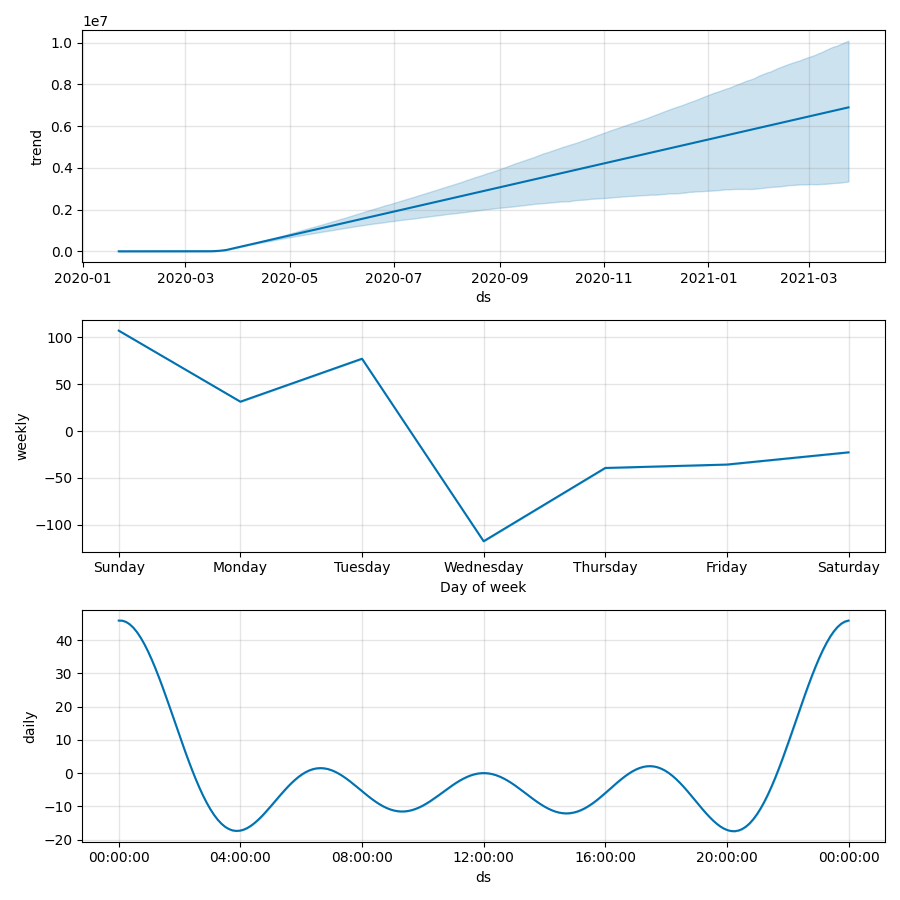 1e7
1.0
0.8
0.6
0.4
0.2
0.0
trend
2020-01 2020-03 2020-05 2020-07 2020-09 2020-11 2021-01 2021-03
ds
100
50
0
−50
−100
weekly
Sunday Monday Tuesday Wednesday Thursday Friday Saturday
Day of week
40
30
20
10
0
−10
−20
daily
00:00:00 04:00:00 08:00:00 12:00:00 16:00:00 20:00:00 00:00:00
ds